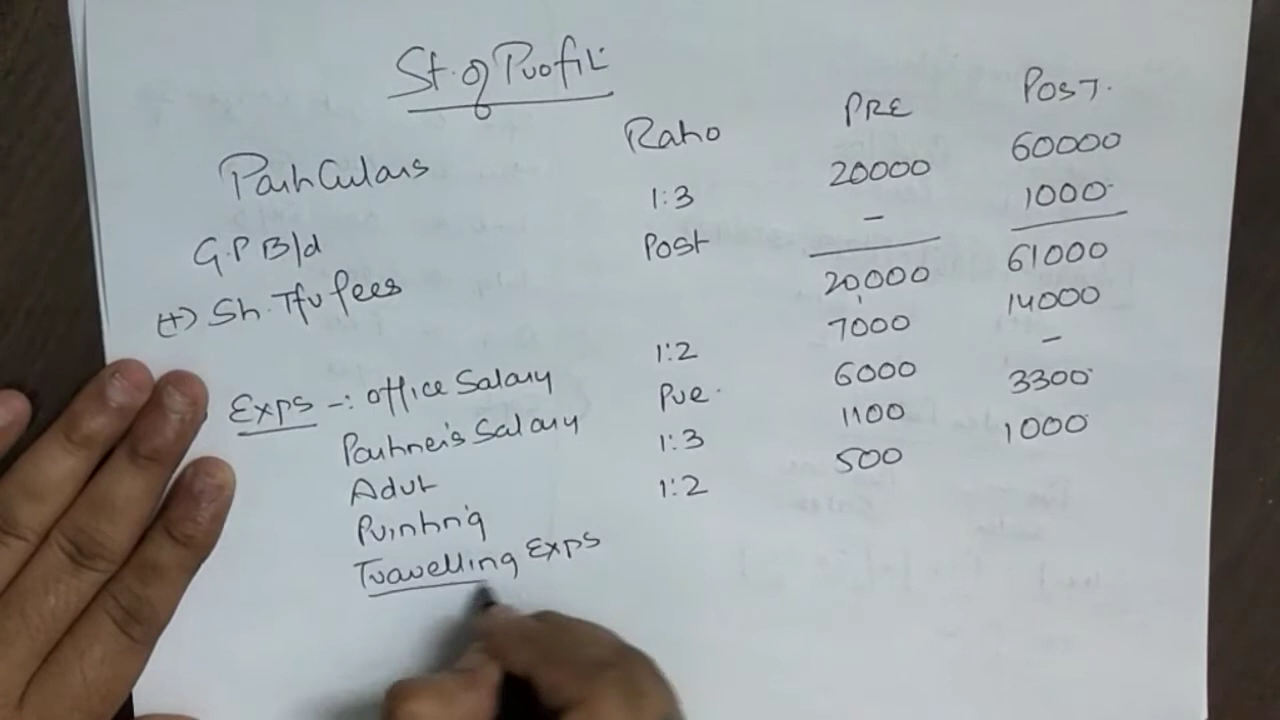 St. of Profit
Particulars Ratio PRE POST.
G.P B/d 1:3 20000 60000
(+) Sh. Tfr fees Post – 1000
20,000 61000
Exps -: Office Salary 1:2 7000 14000
Partner's Salary Pre. 6000 –
Advt 1:3 1100 3300
Printing 1:2 500 1000
Travelling Exps